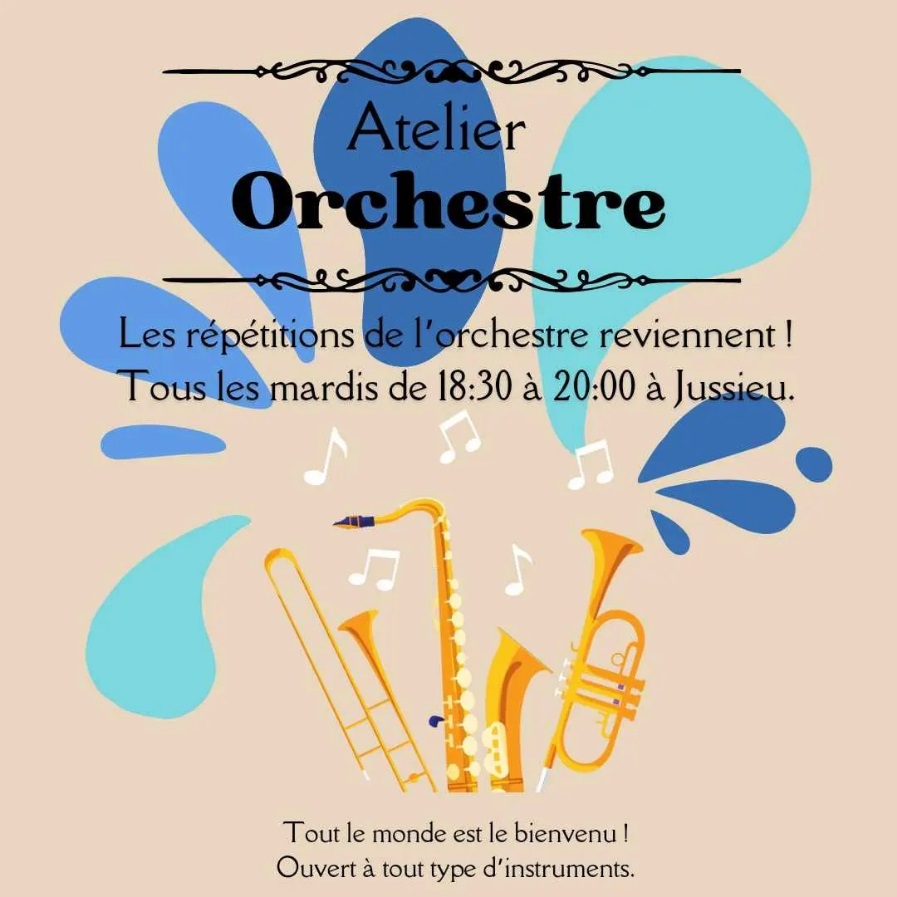 Atelier
Orchestre
Les répétitions de l'orchestre reviennent !
Tous les mardis de 18:30 à 20:00 à Jussieu.
Tout le monde est le bienvenu !
Ouvert à tout type d'instruments.